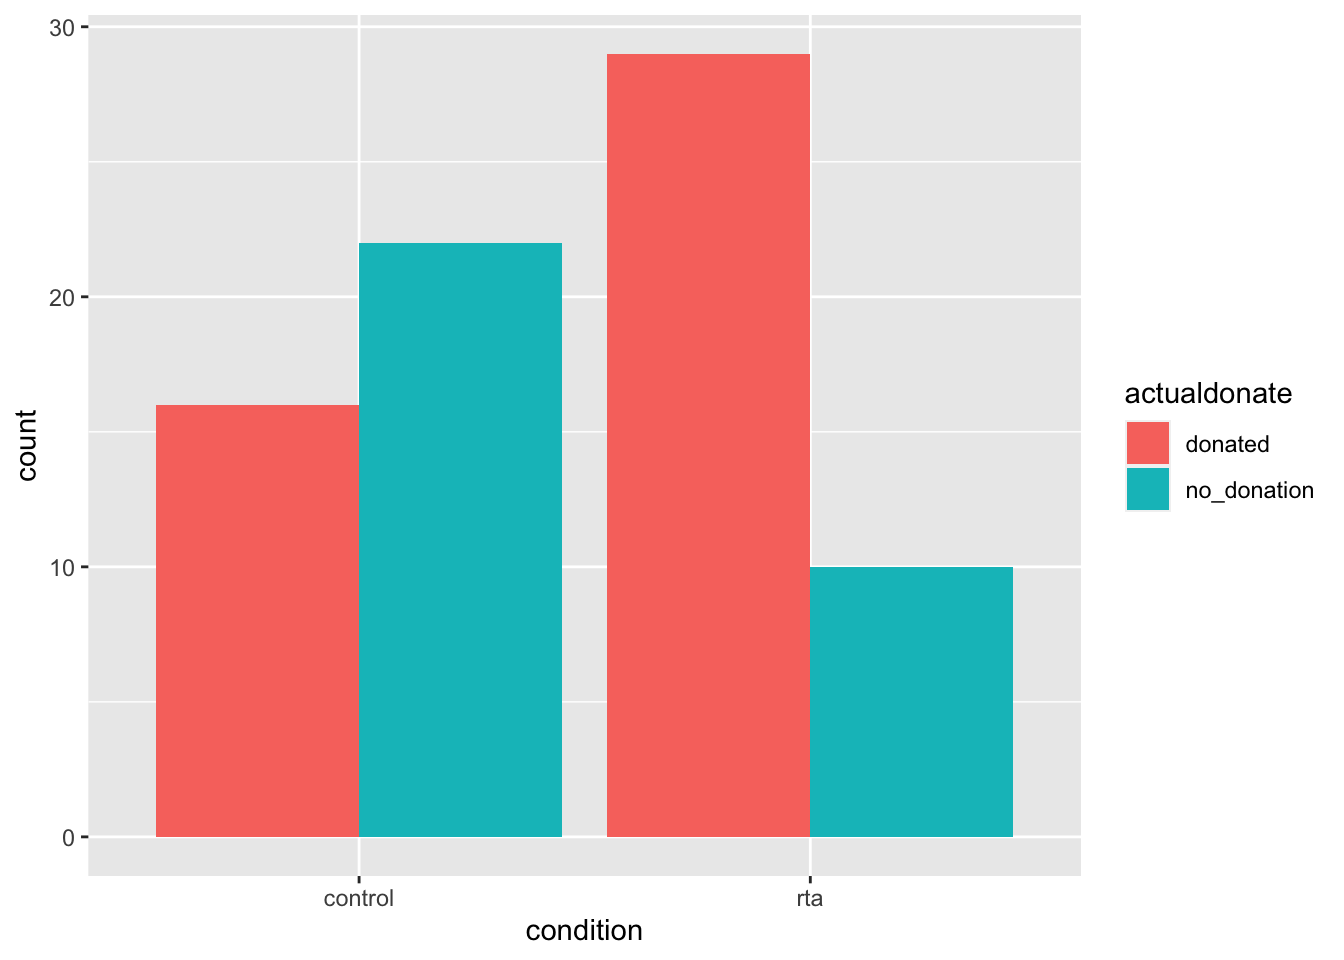 30
20
10
0
count
control
rta
condition
actualdonate
donated
no_donation